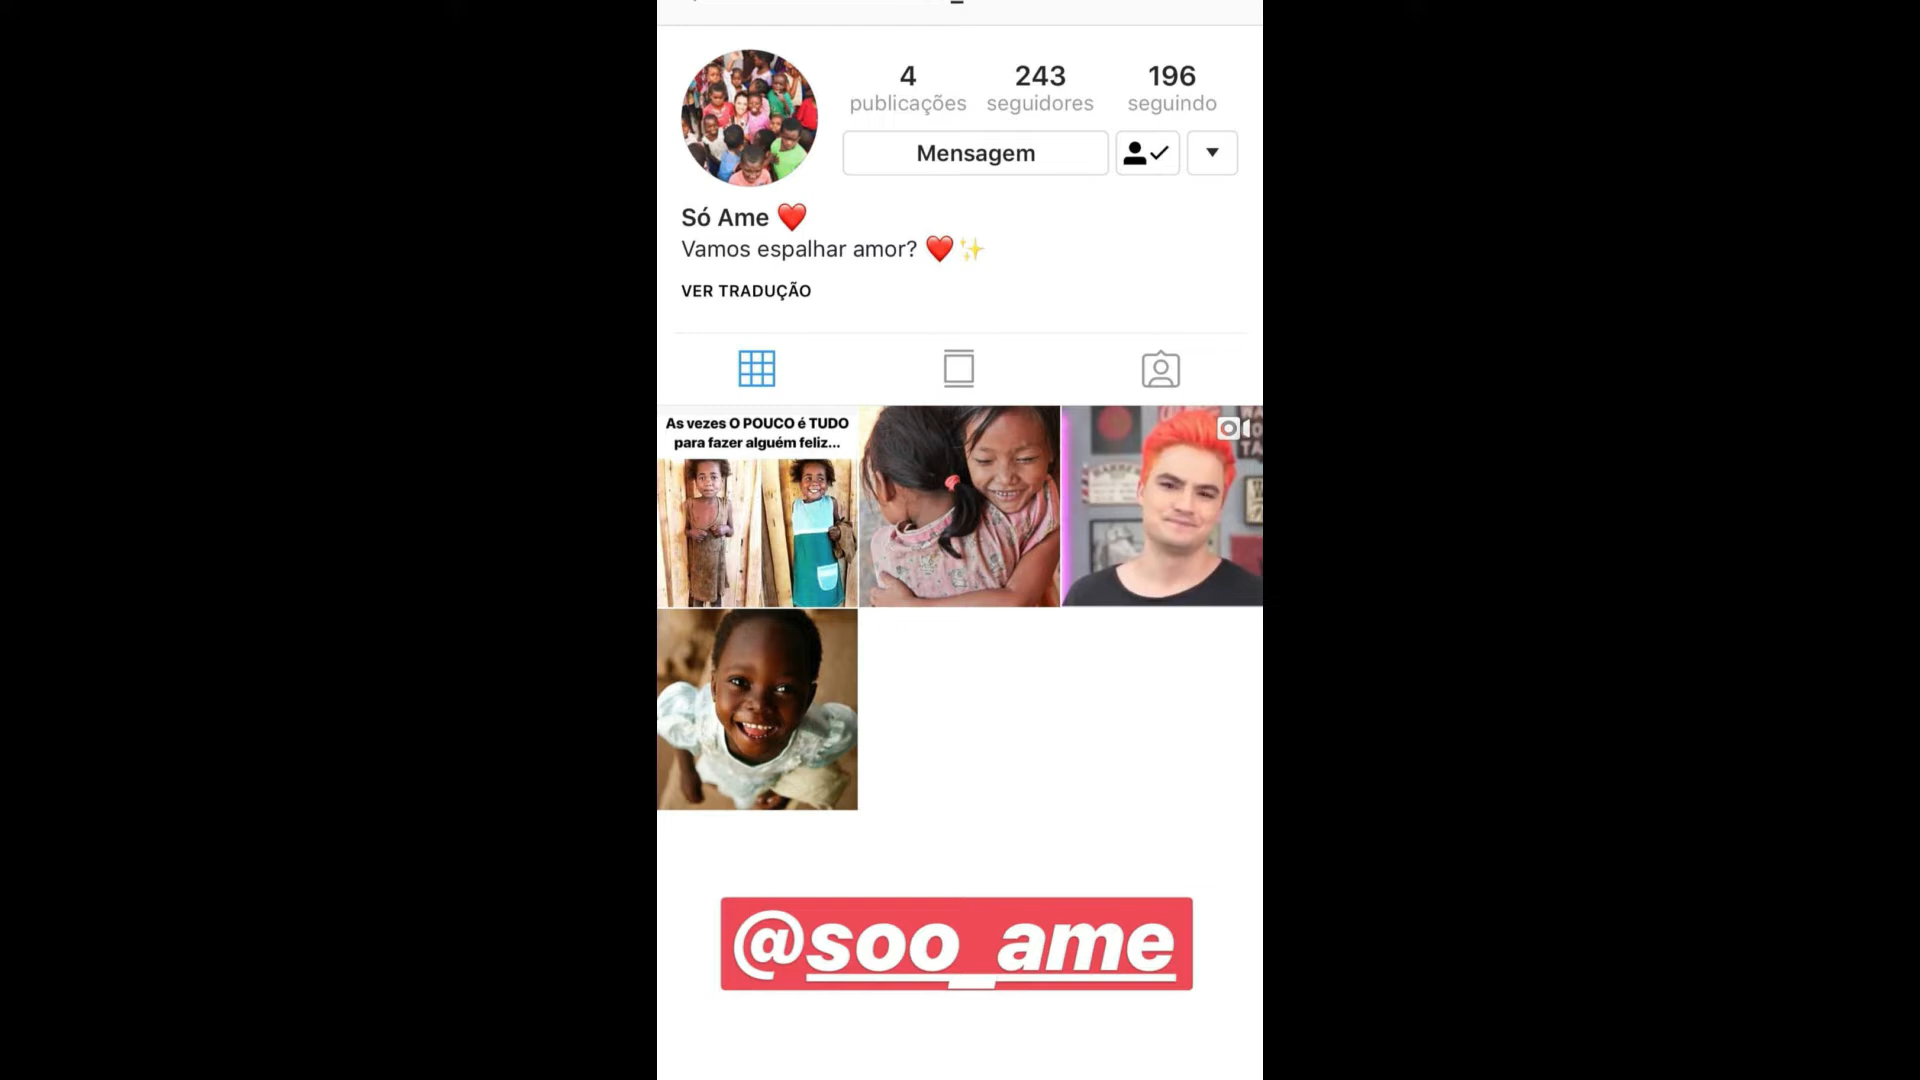 4 243 196
publicações seguidores seguindo
Mensagem
Só Ame ❤️
Vamos espalhar amor? ❤️✨
VER TRADUÇÃO
As vezes O POUCO é TUDO
para fazer alguém feliz...
@soo_ame